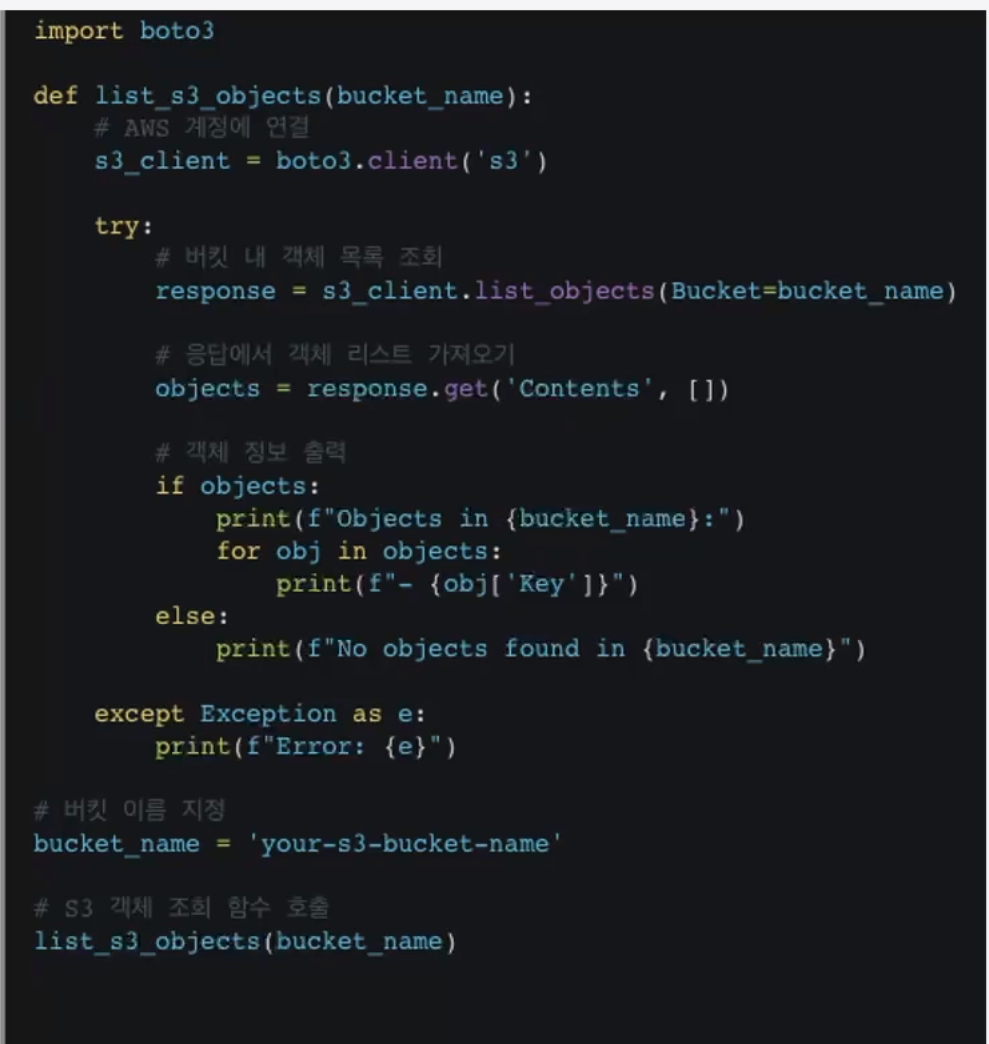 import boto3
def list_s3_objects(bucket_name):
    # AWS 계정에 연결
    s3_client = boto3.client('s3')
    try:
        # 버킷 내 객체 목록 조회
        response = s3_client.list_objects(Bucket=bucket_name)
        # 응답에서 객체 리스트 가져오기
        objects = response.get('Contents', [])
        # 객체 정보 출력
        if objects:
            print(f"Objects in {bucket_name}:")
            for obj in objects:
                print(f"- {obj['Key']}")
        else:
            print(f"No objects found in {bucket_name}")
    except Exception as e:
        print(f"Error: {e}")
# 버킷 이름 지정
bucket_name = 'your-s3-bucket-name'
# S3 객체 조회 함수 호출
list_s3_objects(bucket_name)